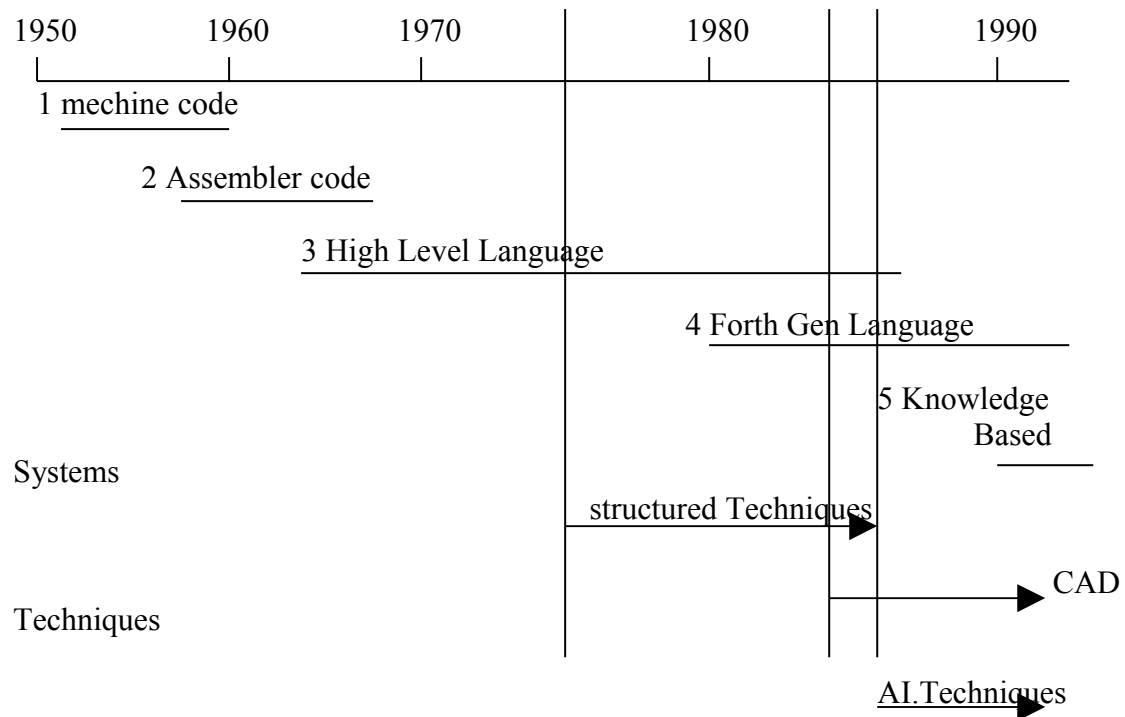 1950 1960 1970 1980 1990
1 mechine code
2 Assembler code
3 High Level Language
4 Forth Gen Language
5 Knowledge
Based
Systems
structured Techniques
CAD
Techniques
AI.Techniques